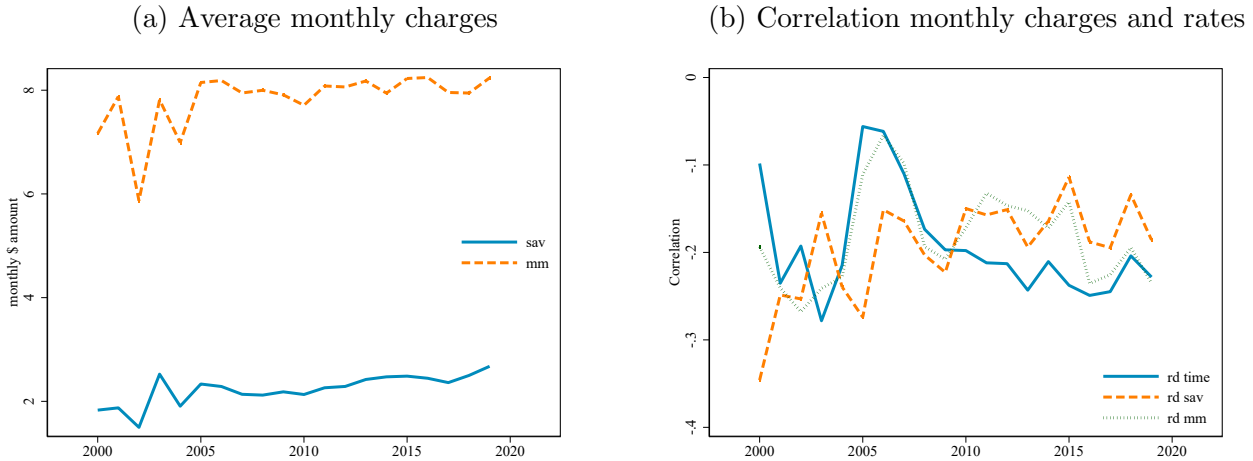 (a) Average monthly charges
monthly $ amount
8
6
4
2
2000 2005 2010 2015 2020
sav
mm
(b) Correlation monthly charges and rates
Correlation
0
-.1
-.2
-.3
-.4
2000 2005 2010 2015 2020
rd time
rd sav
rd mm